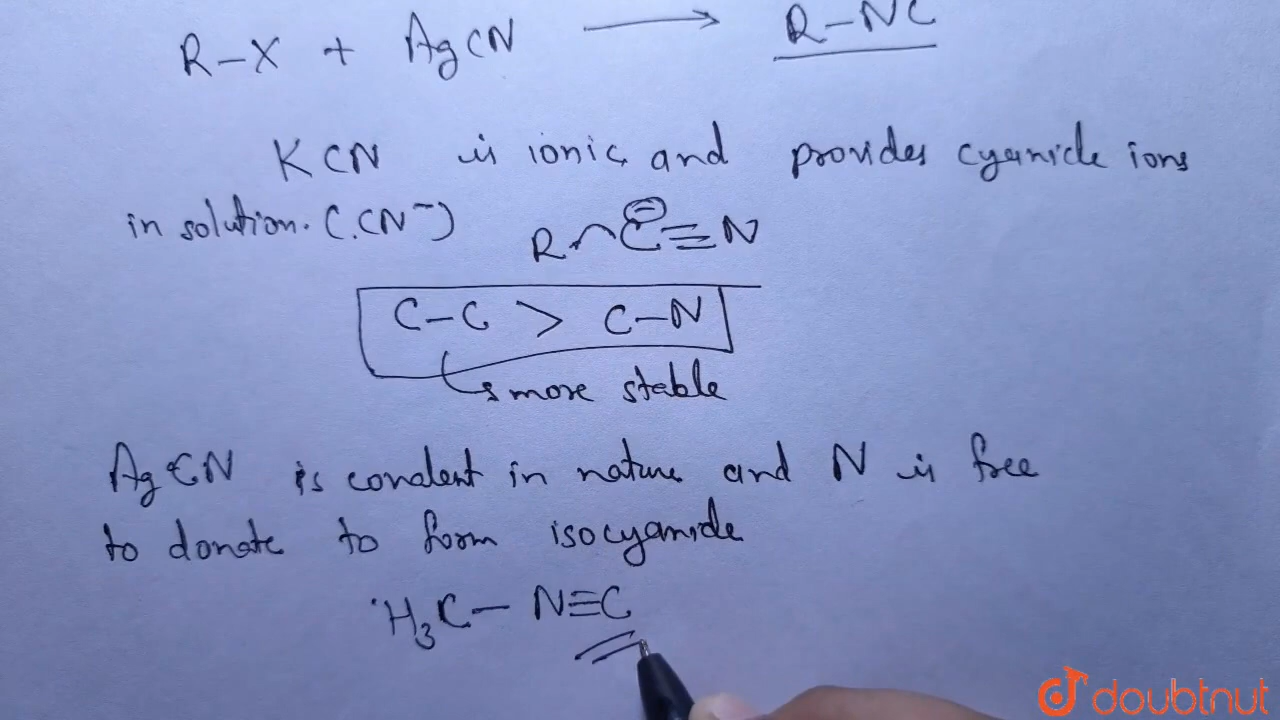 R-X + AgCN ⟶ R-NC
KCN is ionic and provides cyanide ions
in solution. (:CN⁻)
R C≡N
⊖
C-C > C-N
↳ more stable
AgCN is covalent in nature and N is free
to donate to form isocyanide
H₃C-N≡C
doubtnut